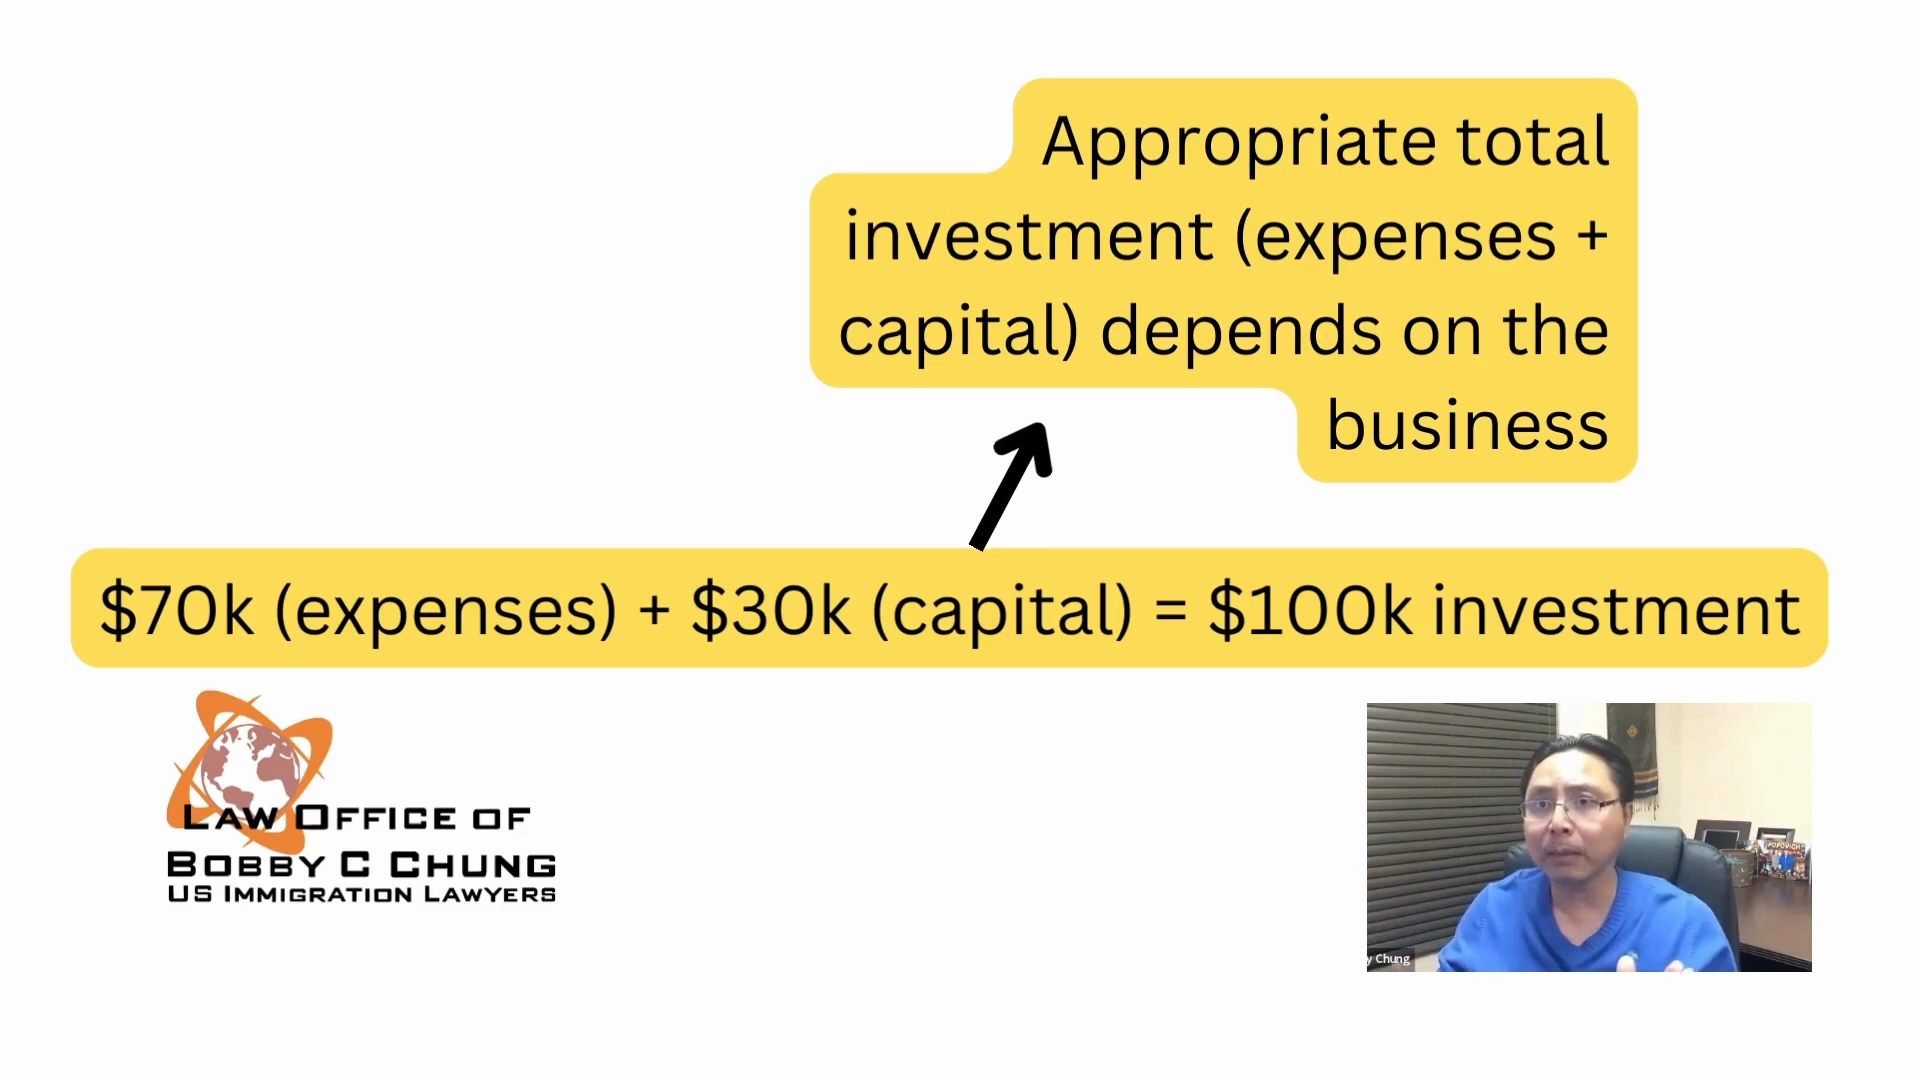 Appropriate total
investment (expenses +
capital) depends on the
business
$70k (expenses) + $30k (capital) = $100k investment
LAW OFFICE OF
BOBBY C CHUNG
US IMMIGRATION LAWYERS
y Chung
POPOVICH